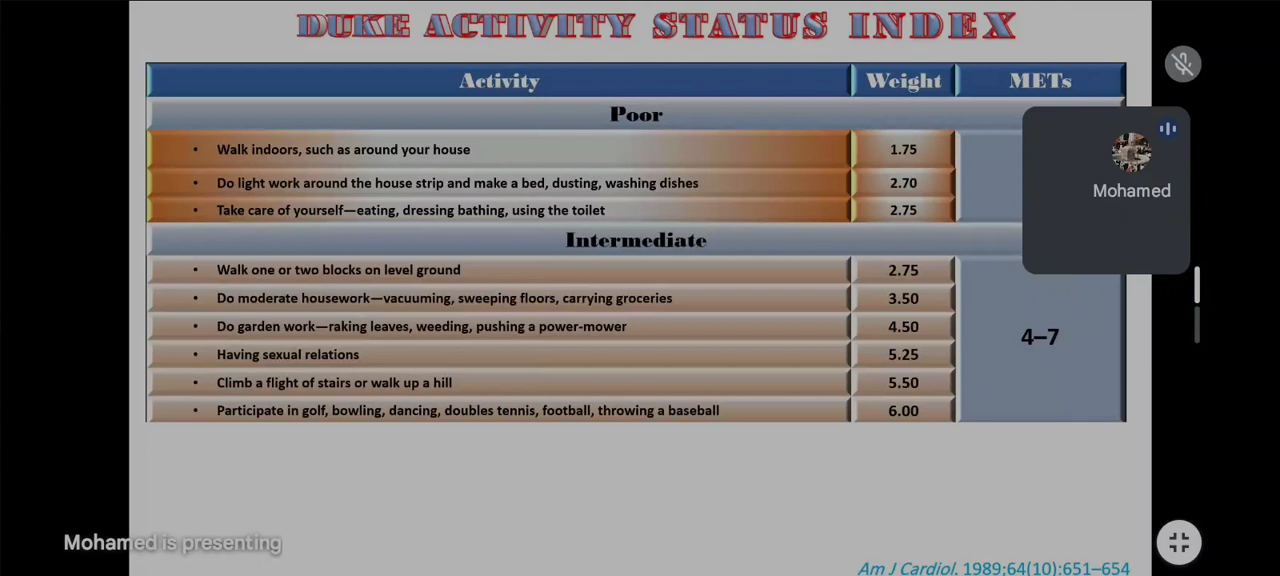 DUKE ACTIVITY STATUS INDEX
Activity Weight METs
Poor
• Walk indoors, such as around your house 1.75
• Do light work around the house strip and make a bed, dusting, washing dishes 2.70
• Take care of yourself—eating, dressing bathing, using the toilet 2.75
Mohamed
Intermediate
• Walk one or two blocks on level ground 2.75
• Do moderate housework—vacuuming, sweeping floors, carrying groceries 3.50
• Do garden work—raking leaves, weeding, pushing a power-mower 4.50
4–7
• Having sexual relations 5.25
• Climb a flight of stairs or walk up a hill 5.50
• Participate in golf, bowling, dancing, doubles tennis, football, throwing a baseball 6.00
Mohamed is presenting
Am J Cardiol. 1989;64(10):651–654